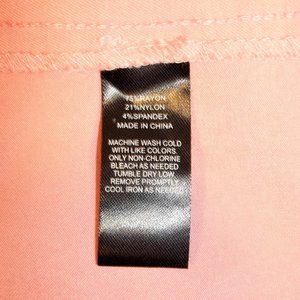 75%RAYON
21%NYLON
4%SPANDEX
MADE IN CHINA
MACHINE WASH COLD
WITH LIKE COLORS.
ONLY NON-CHLORINE
BLEACH AS NEEDED
TUMBLE DRY LOW
REMOVE PROMPTLY
COOL IRON AS NEEDED